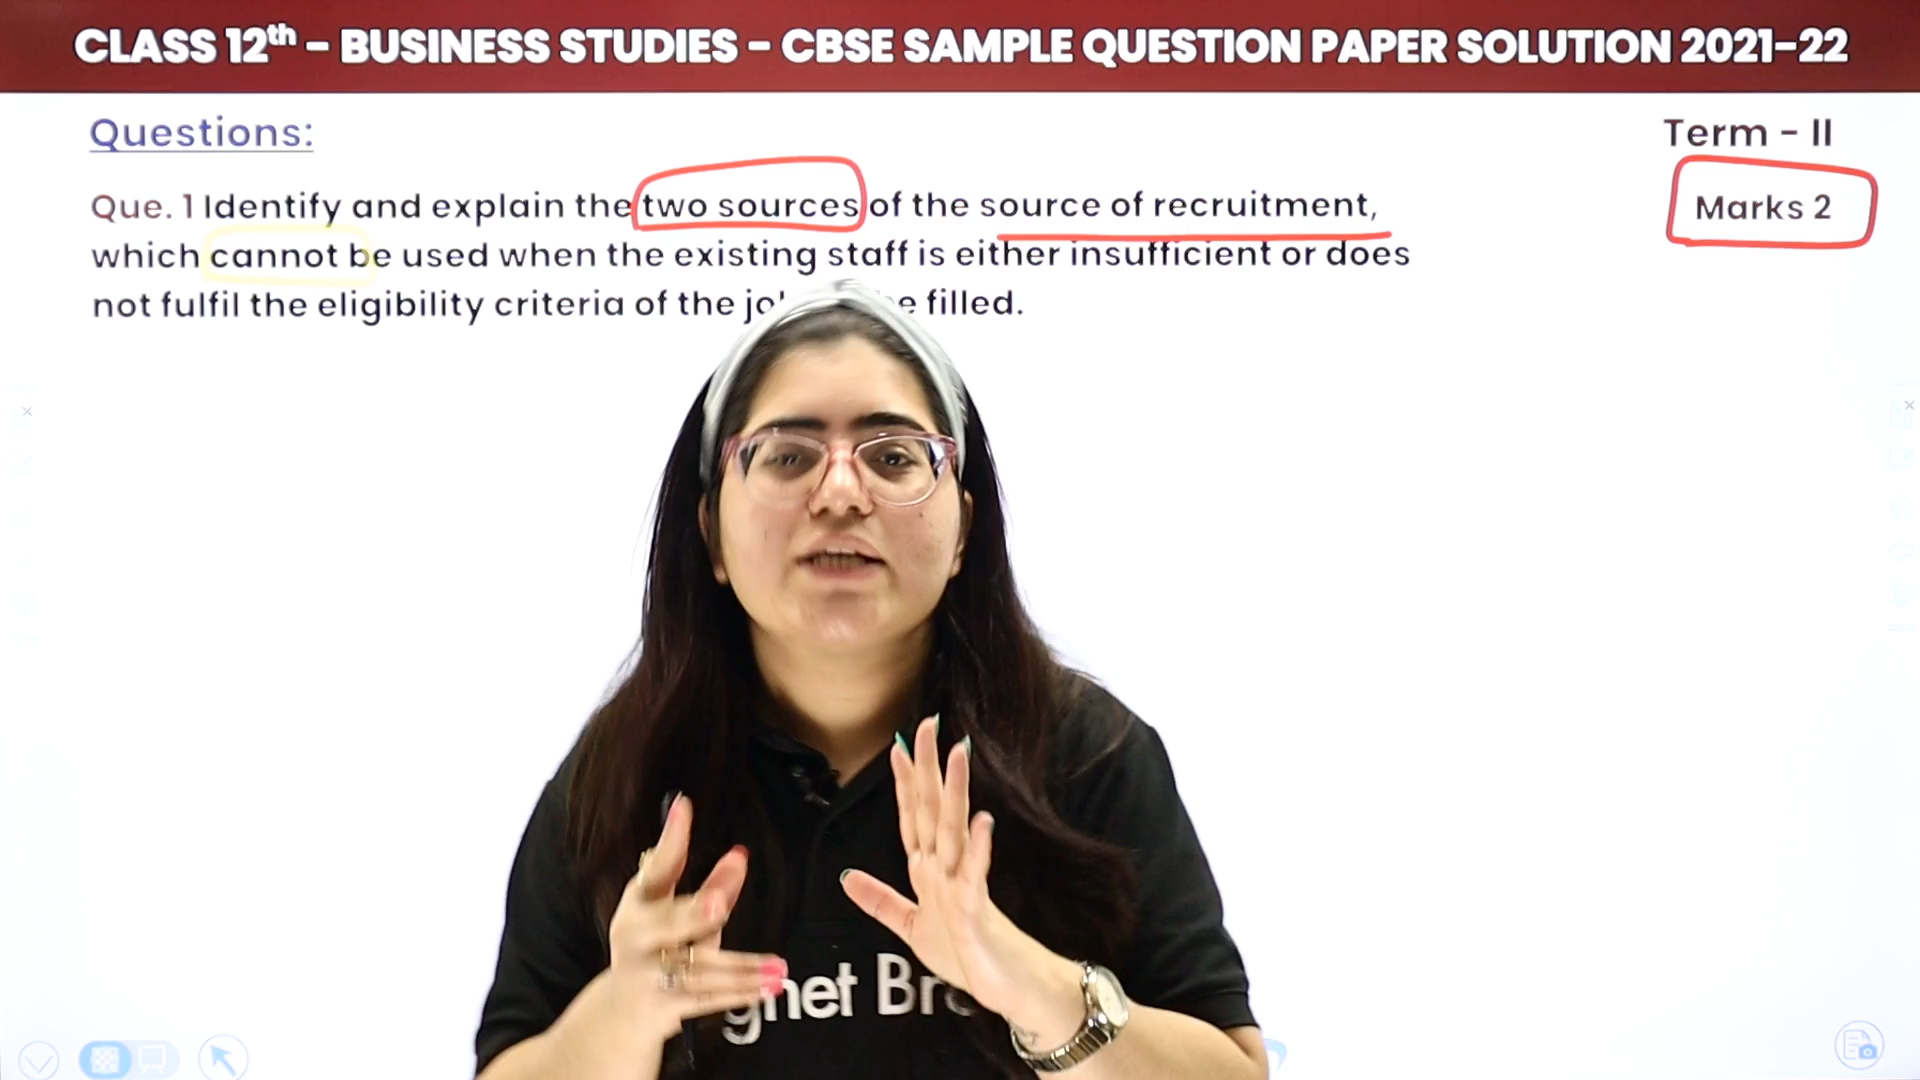 CLASS 12th – BUSINESS STUDIES – CBSE SAMPLE QUESTION PAPER SOLUTION 2021–22
Questions:
Term – II
Que. 1 Identify and explain the two sources of the source of recruitment,
Marks 2
which cannot be used when the existing staff is either insufficient or does
not fulfil the eligibility criteria of the filled.
gnet Br